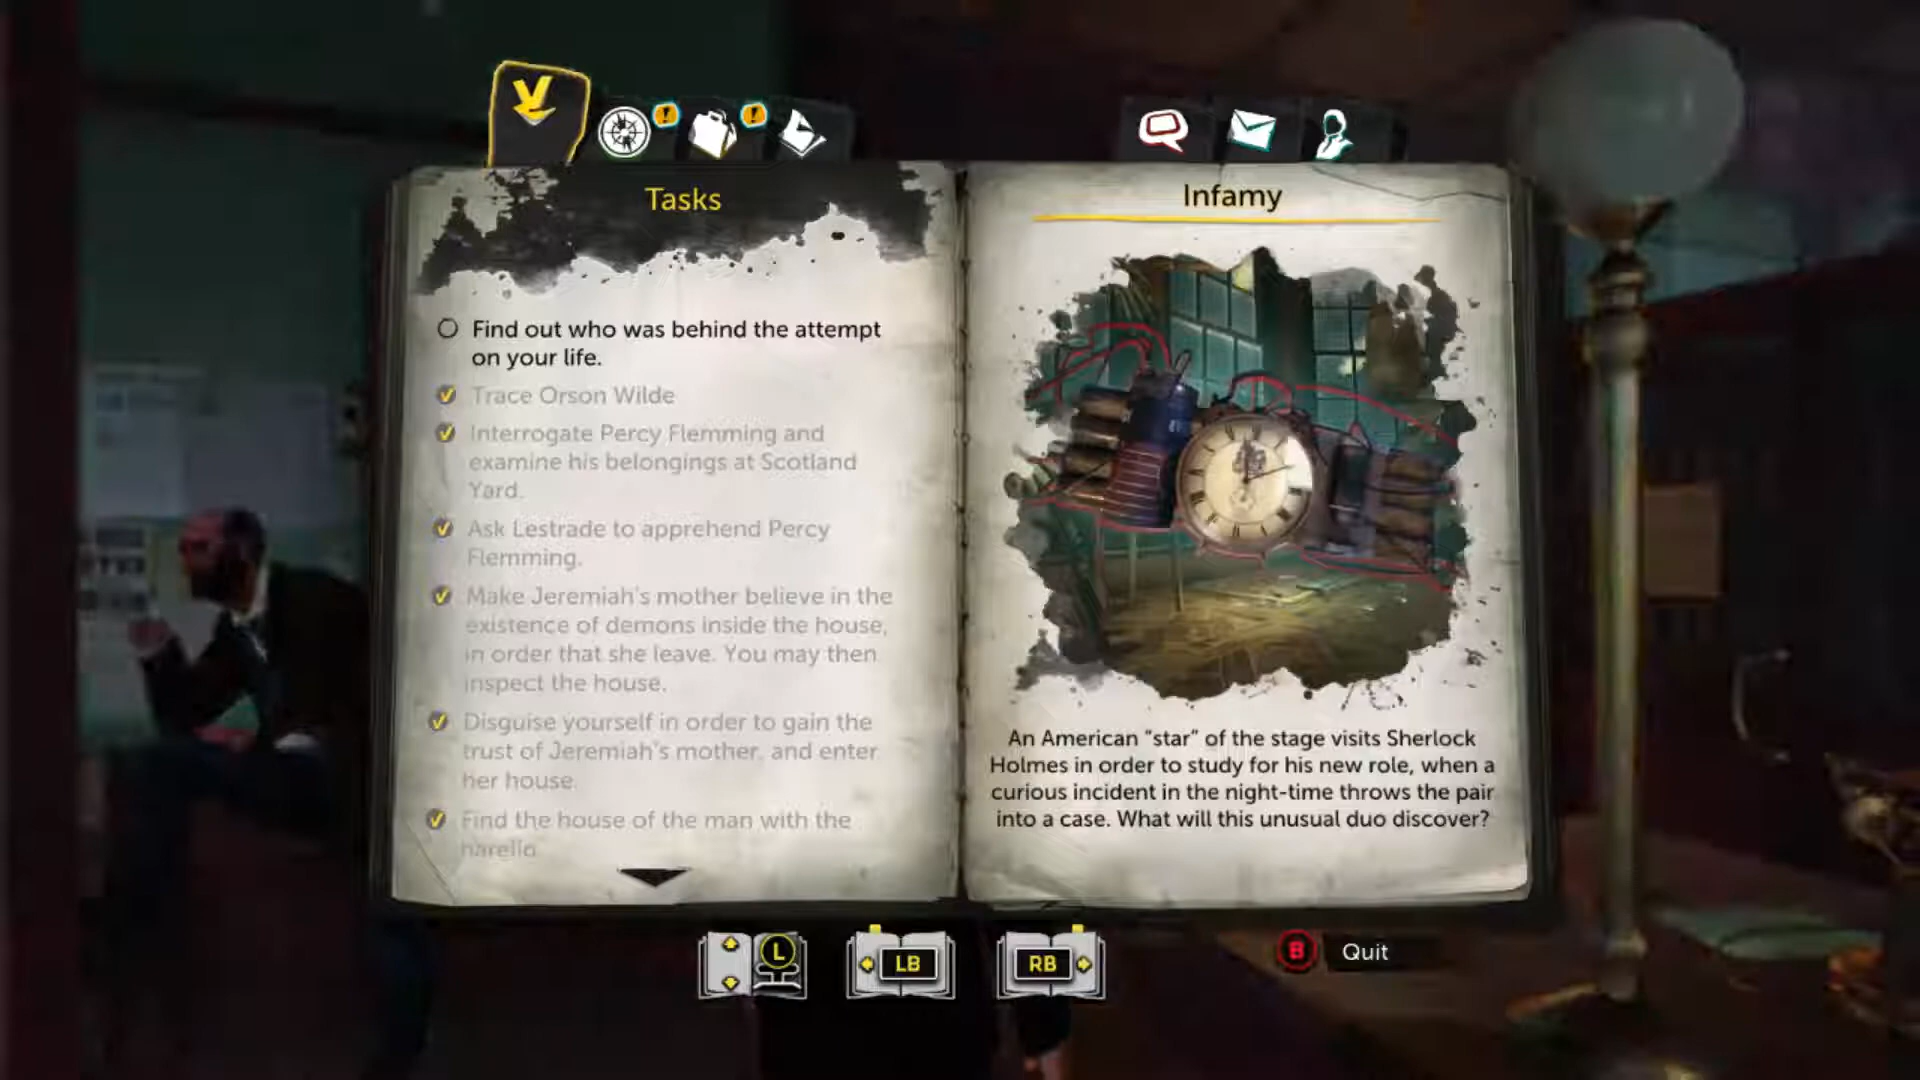 Tasks
Find out who was behind the attempt
on your life.
Trace Orson Wilde
Interrogate Percy Flemming and
examine his belongings at Scotland
Yard.
Ask Lestrade to apprehend Percy
Flemming.
Make Jeremiah's mother believe in the
existence of demons inside the house,
in order that she leave. You may then
inspect the house.
Disguise yourself in order to gain the
trust of Jeremiah's mother, and enter
her house.
Find the house of the man with the
Infamy
An American "star" of the stage visits Sherlock
Holmes in order to study for his new role, when a
curious incident in the night-time throws the pair
into a case. What will this unusual duo discover?
L
LB
RB
B Quit